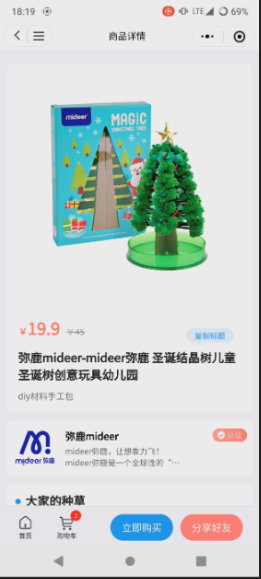 18:19
LTE
69%
商品详情
mideer
MAGIC
CHRISTMAS TREE
¥19.9 ¥45
复制标题
弥鹿mideer-mideer弥鹿 圣诞结晶树儿童
圣诞树创意玩具幼儿园
diy材料手工包
弥鹿mideer
认证
mideer弥鹿，让想象力飞！
mideer弥鹿是一个全球性的“…
mideer 弥鹿
大家的种草
首页
购物车
2
立即购买
分享好友